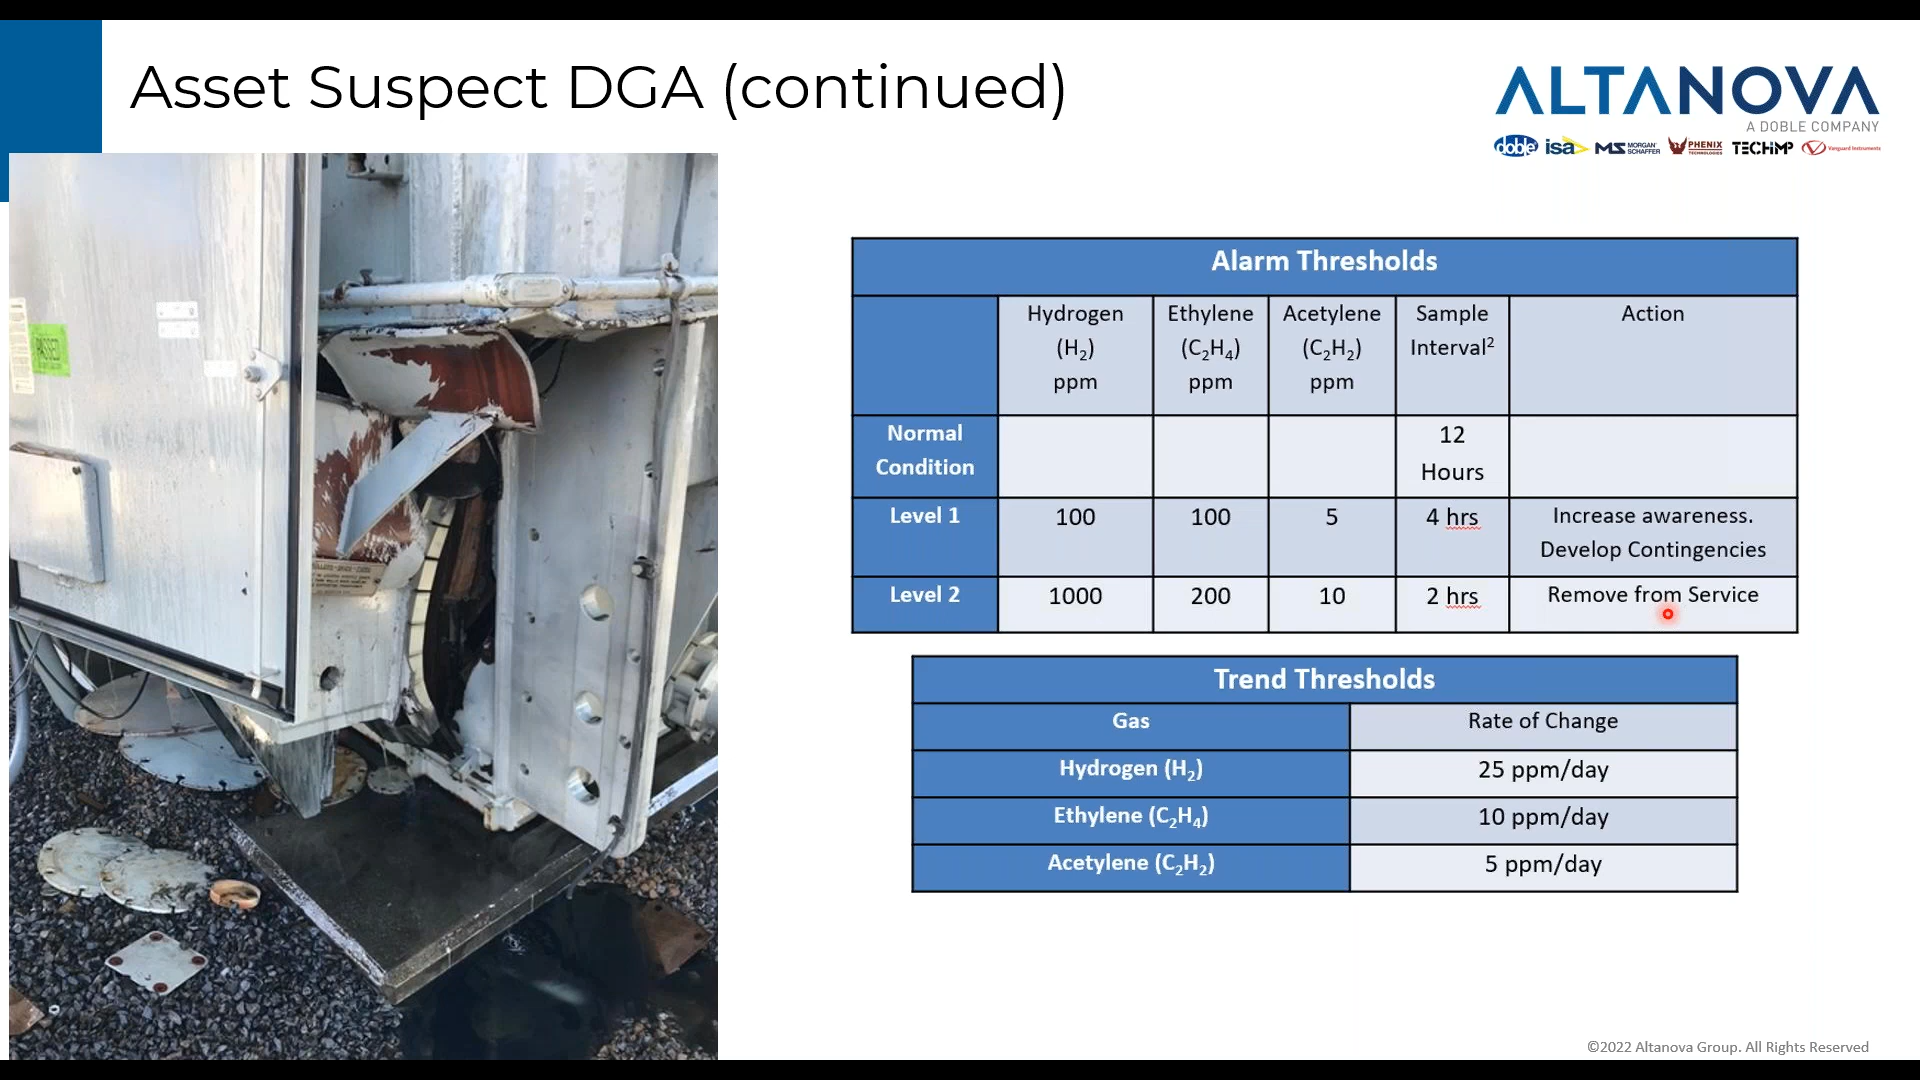 Asset Suspect DGA (continued)
ALTANOVA
A DOBLE COMPANY
doble isa MS MORGAN SCHAFFER PHENIX TECHNOLOGIES TECHIMP Vanguard Instruments
PASSED
Alarm Thresholds
Hydrogen (H₂) ppm
Ethylene (C₂H₄) ppm
Acetylene (C₂H₂) ppm
Sample Interval²
Action
Normal Condition
12 Hours
Level 1 100 100 5 4 hrs Increase awareness. Develop Contingencies
Level 2 1000 200 10 2 hrs Remove from Service
Trend Thresholds
Gas Rate of Change
Hydrogen (H₂) 25 ppm/day
Ethylene (C₂H₄) 10 ppm/day
Acetylene (C₂H₂) 5 ppm/day
©2022 Altanova Group. All Rights Reserved